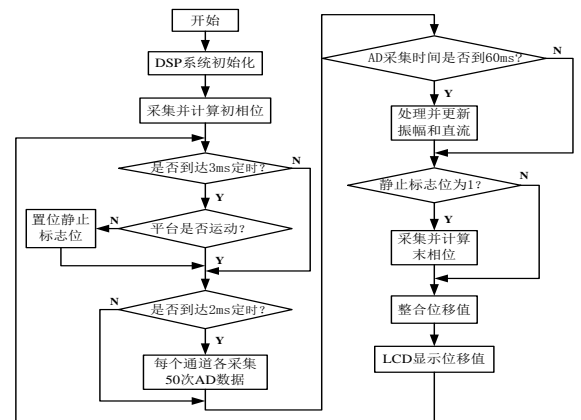 开始
DSP系统初始化
采集并计算初相位
是否到达3ms定时?
N
Y
平台是否运动?
N
置位静止
标志位
Y
是否到达2ms定时?
N
Y
每个通道各采集
50次AD数据
AD采集时间是否到60ms?
N
Y
处理并更新
振幅和直流
静止标志位为1?
N
Y
采集并计算
末相位
整合位移值
LCD显示位移值